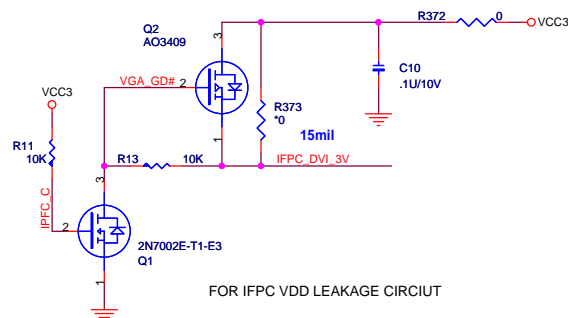 R372
0
VCC3
Q2
AO3409
3
VGA_GD#
2
C10
.1U/10V
VCC3
R373
*0
15mil
1
R11
10K
R13
10K
IFPC_DVI_3V
3
IPFC_C
2
2N7002E-T1-E3
Q1
1
FOR IFPC VDD LEAKAGE CIRCIUT